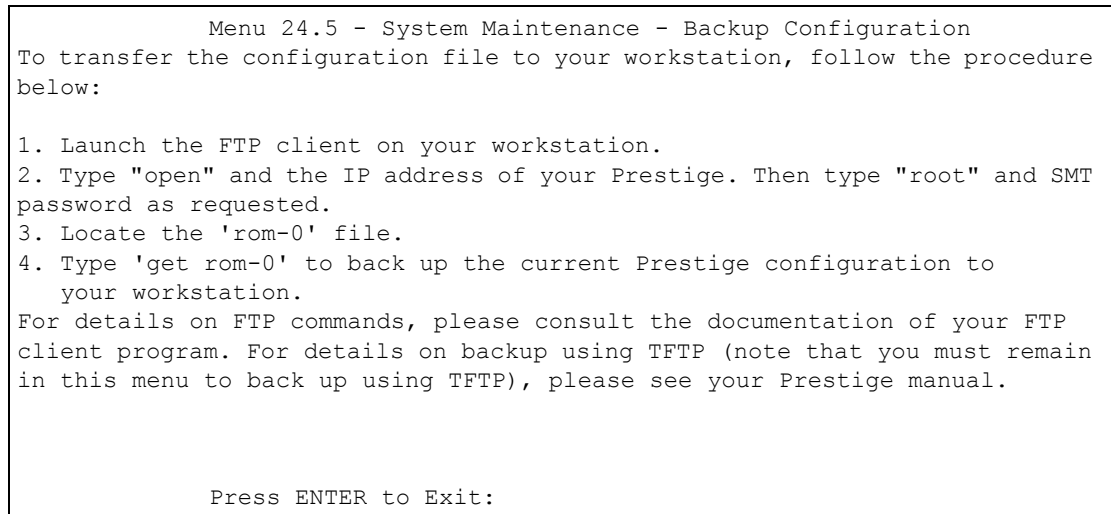 Menu 24.5 - System Maintenance - Backup Configuration
To transfer the configuration file to your workstation, follow the procedure
below:
1. Launch the FTP client on your workstation.
2. Type "open" and the IP address of your Prestige. Then type "root" and SMT
password as requested.
3. Locate the 'rom-0' file.
4. Type 'get rom-0' to back up the current Prestige configuration to
your workstation.
For details on FTP commands, please consult the documentation of your FTP
client program. For details on backup using TFTP (note that you must remain
in this menu to back up using TFTP), please see your Prestige manual.
Press ENTER to Exit: